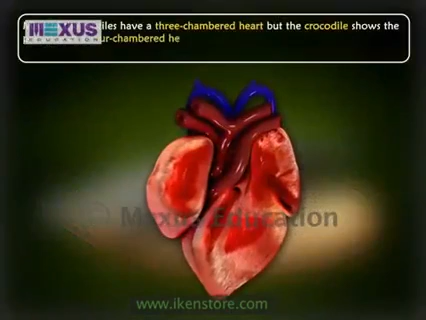 MEXUS
EDUCATION
iles have a three-chambered heart but the crocodile shows the
ur-chambered he
Mexus Education
www.ikenstore.com